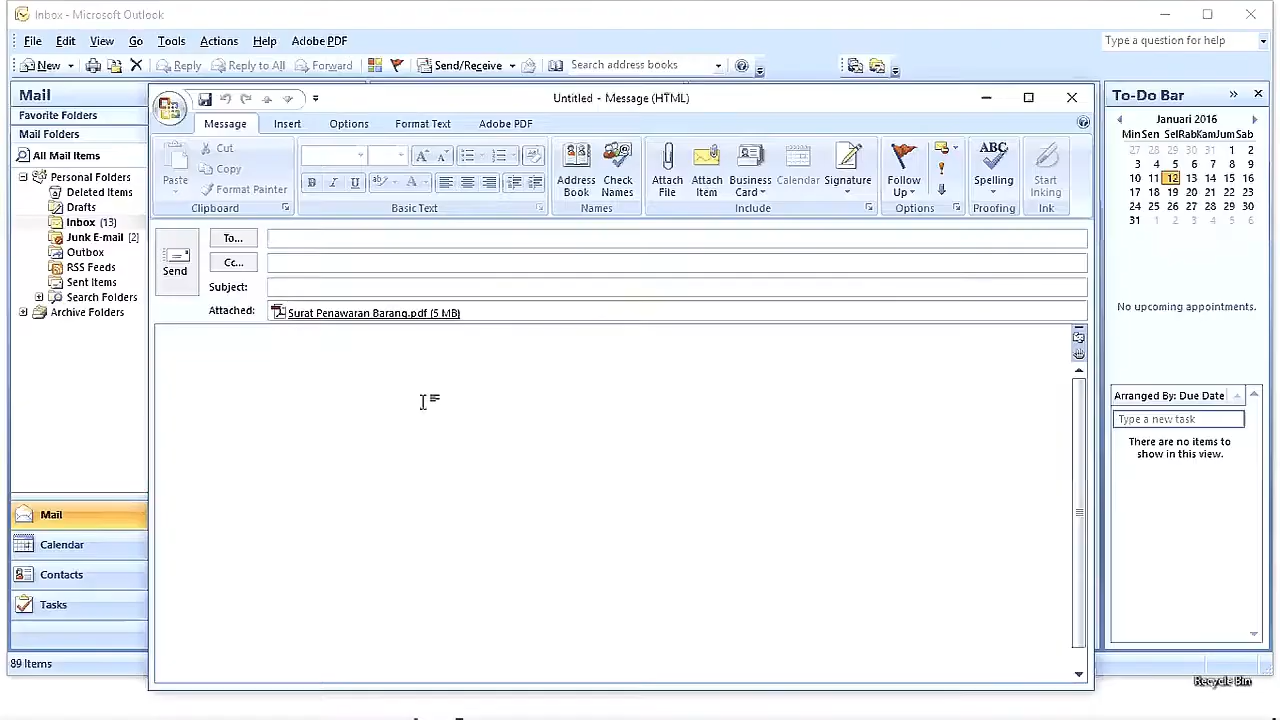 Inbox - Microsoft Outlook
File Edit View Go Tools Actions Help Adobe PDF
Type a question for help
New Reply Reply to All Forward Send/Receive Search address books
Mail
Favorite Folders
Mail Folders
All Mail Items
Personal Folders
Deleted Items
Drafts
Inbox (13)
Junk E-mail [2]
Outbox
RSS Feeds
Sent Items
Search Folders
Archive Folders
Mail
Calendar
Contacts
Tasks
89 Items
Untitled - Message (HTML)
Message Insert Options Format Text Adobe PDF
Paste
Cut
Copy
Format Painter
Clipboard
B I U
Basic Text
Address Book
Check Names
Names
Attach File
Attach Item
Business Card
Calendar
Signature
Include
Follow Up
Options
ABC
Spelling
Proofing
Start Inking
Ink
Send
To...
Cc...
Subject:
Attached: Surat Penawaran Barang.pdf (5 MB)
To-Do Bar
Januari 2016
Min Sen Sel Rab Kam Jum Sab
27 28 29 30 31 1 2
3 4 5 6 7 8 9
10 11 12 13 14 15 16
17 18 19 20 21 22 23
24 25 26 27 28 29 30
31 1 2 3 4 5 6
No upcoming appointments.
Arranged By: Due Date
Type a new task
There are no items to
show in this view.
Recycle Bin